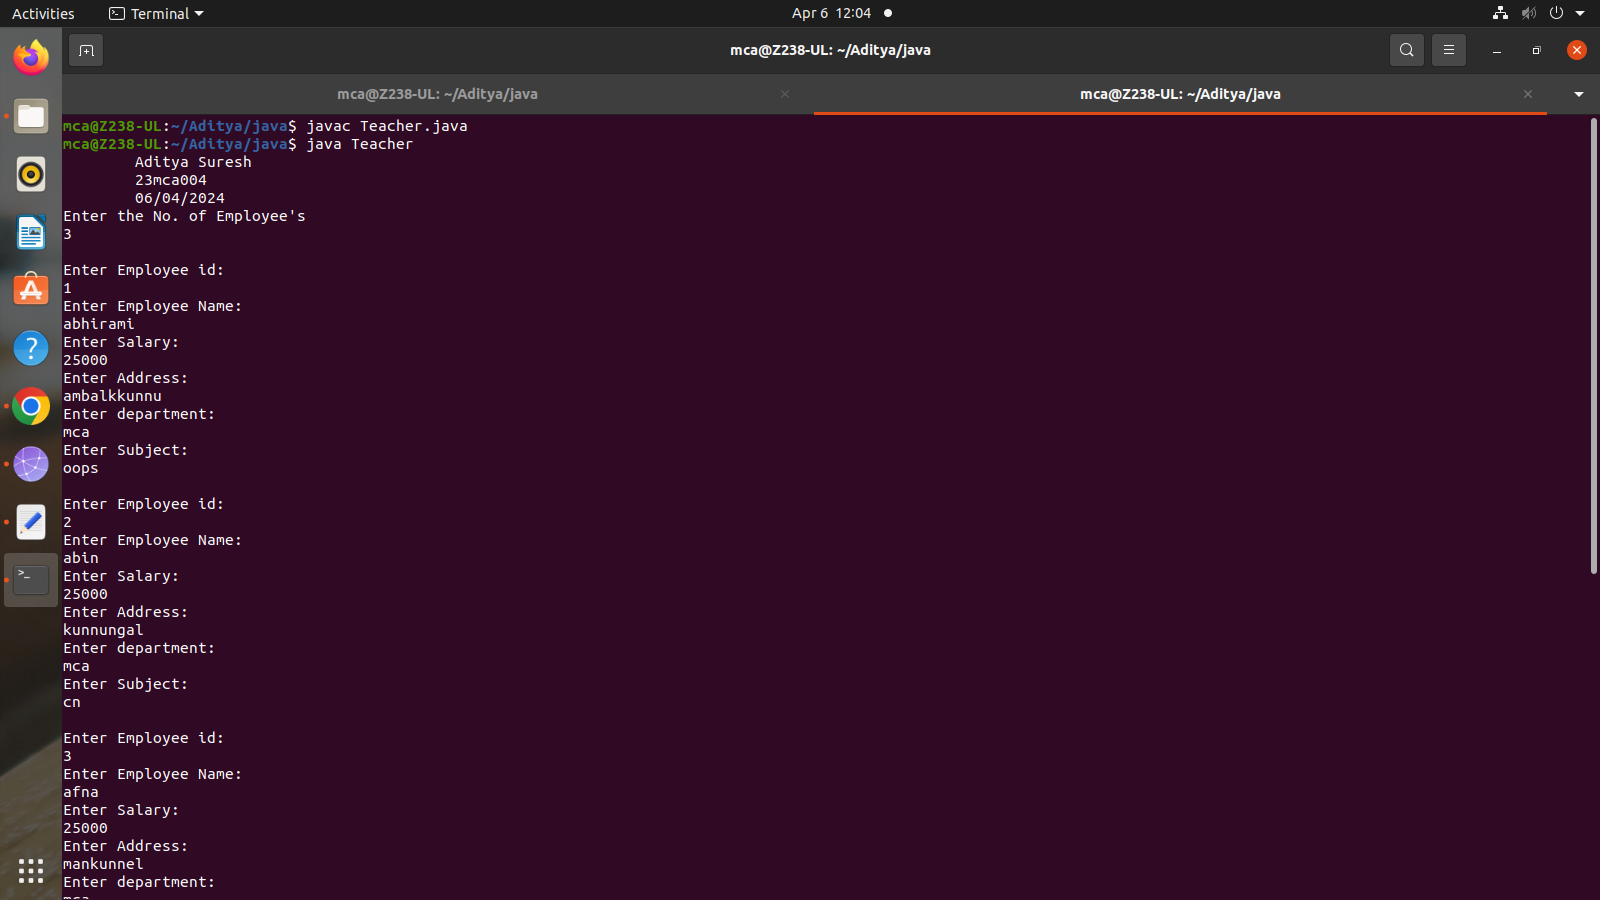 Activities Terminal Apr 6 12:04
mca@Z238-UL: ~/Aditya/java
mca@Z238-UL: ~/Aditya/java mca@Z238-UL: ~/Aditya/java
mca@Z238-UL:~/Aditya/java$ javac Teacher.java
mca@Z238-UL:~/Aditya/java$ java Teacher
Aditya Suresh
23mca004
06/04/2024
Enter the No. of Employee's
3
Enter Employee id:
1
Enter Employee Name:
abhirami
Enter Salary:
25000
Enter Address:
ambalkkunnu
Enter department:
mca
Enter Subject:
oops
Enter Employee id:
2
Enter Employee Name:
abin
Enter Salary:
25000
Enter Address:
kunnungal
Enter department:
mca
Enter Subject:
cn
Enter Employee id:
3
Enter Employee Name:
afna
Enter Salary:
25000
Enter Address:
mankunnel
Enter department: